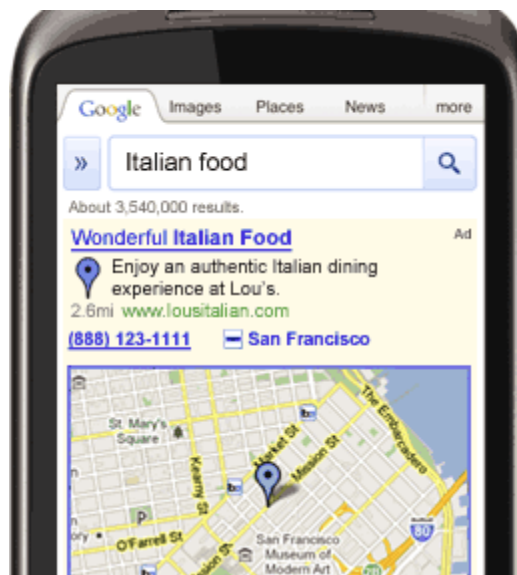 Google Images Places News more
» Italian food
About 3,540,000 results.
Wonderful Italian Food Ad
Enjoy an authentic Italian dining
experience at Lou's.
2.6mi www.lousitalian.com
(888) 123-1111 San Francisco
St. Mary's
Square
Market St
The Embarcadero
Mission St
Kearny St
P
O'Farrell St
80
San Francisco
Museum of
Modern Art